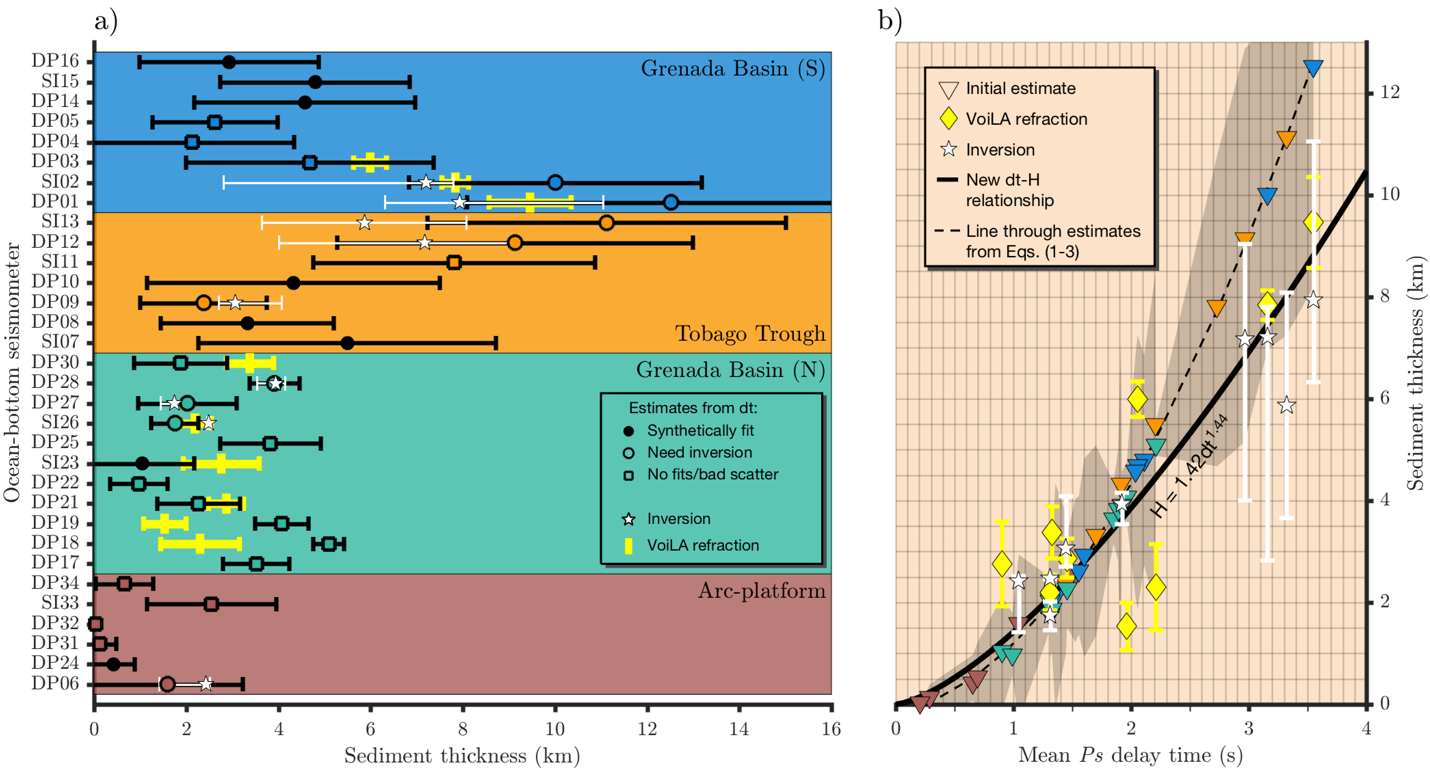 a)
Ocean-bottom seismometer
DP16
SI15
DP14
DP05
DP04
DP03
SI02
DP01
SI13
DP12
SI11
DP10
DP09
DP08
SI07
DP30
DP28
DP27
SI26
DP25
SI23
DP22
DP21
DP19
DP18
DP17
DP34
SI33
DP32
DP31
DP24
DP06
Grenada Basin (S)
Tobago Trough
Grenada Basin (N)
Estimates from dt:
Synthetically fit
Need inversion
No fits/bad scatter
Inversion
VoiLA refraction
Arc-platform
0 2 4 6 8 10 12 14 16
Sediment thickness (km)
b)
Initial estimate
VoiLA refraction
Inversion
New dt-H
relationship
Line through estimates
from Eqs. (1-3)
H = 1.42dt^1.44
12
10
8
6
4
2
0
Sediment thickness (km)
0 1 2 3 4
Mean Ps delay time (s)